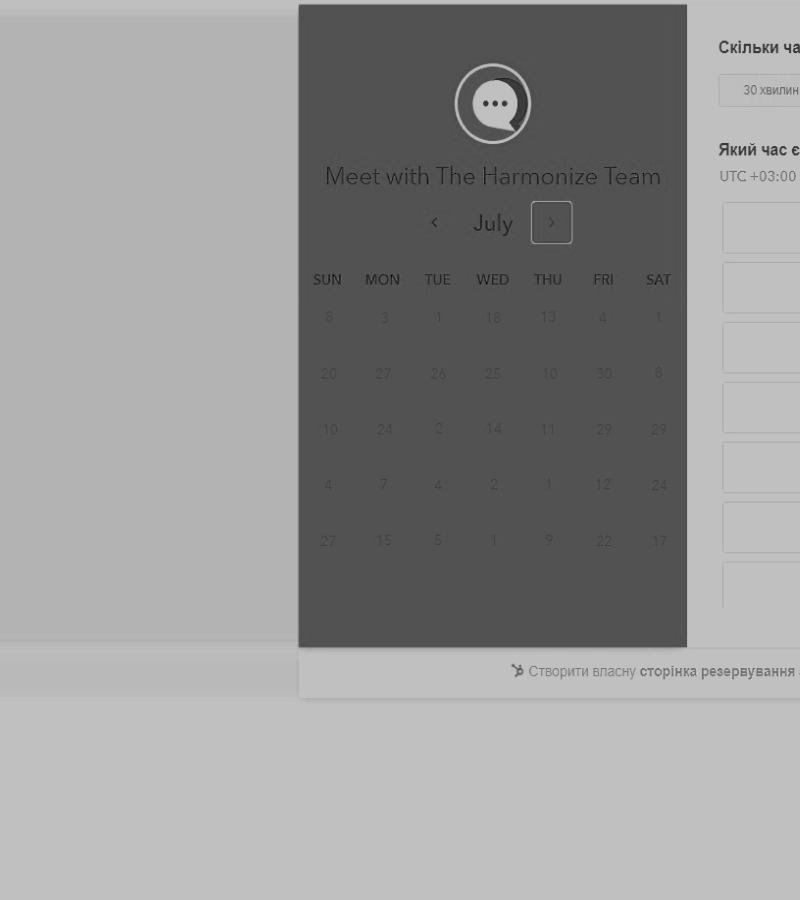 Meet with The Harmonize Team
July
SUN MON TUE WED THU FRI SAT
8 3 1 18 13 4 1
20 27 26 25 10 30 8
10 24 2 14 11 29 29
4 7 4 2 1 12 24
27 15 5 1 9 22 17
Скільки ча
30 хвилин
Який час є
UTC +03:00
Створити власну сторінка резервування